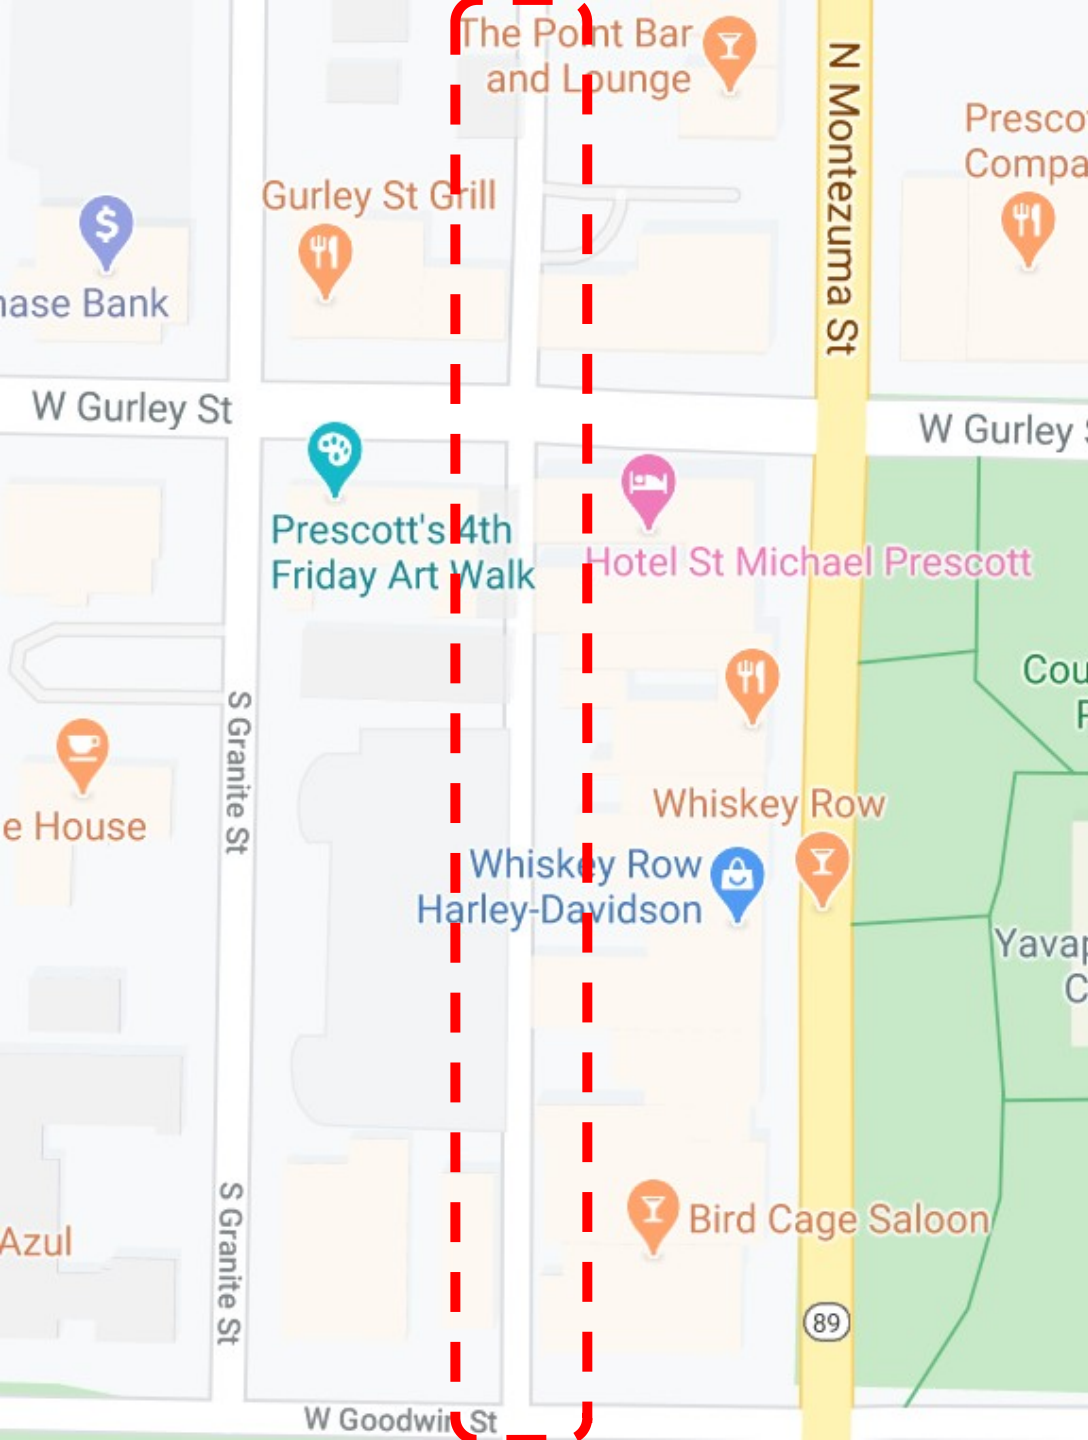 The Point Bar
and Lounge
N Montezuma St
Presco
Compa
Gurley St Grill
hase Bank
W Gurley St
W Gurley S
Prescott's 4th
Friday Art Walk
Hotel St Michael Prescott
Cou
P
S Granite St
Whiskey Row
e House
Whiskey Row
Harley-Davidson
Yavap
C
S Granite St
Bird Cage Saloon
Azul
89
W Goodwin St